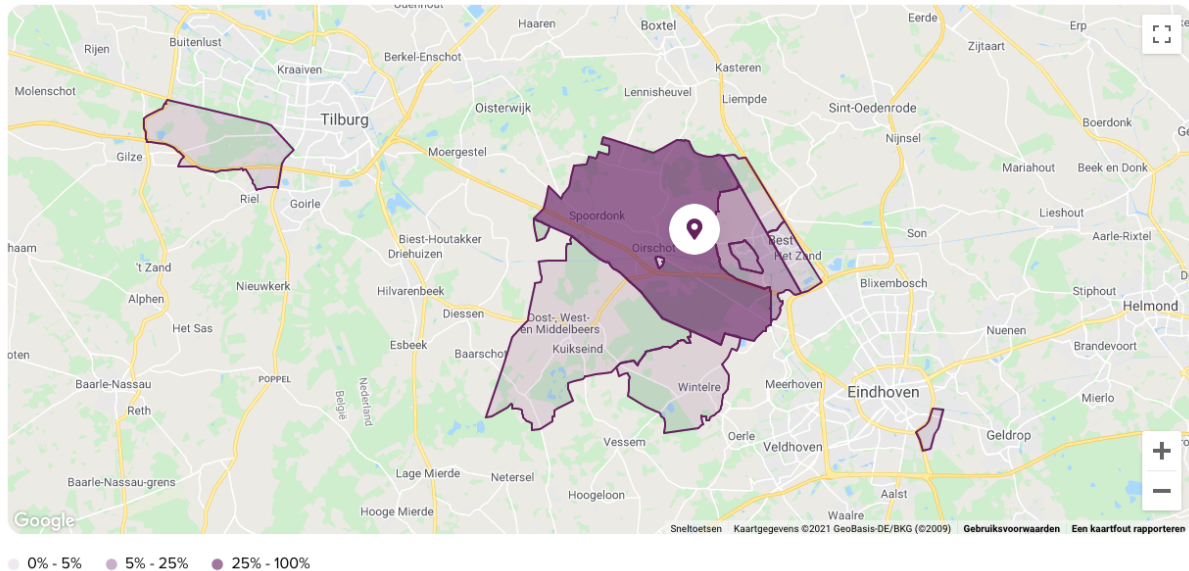 Oudenhout
Haaren
Boxtel
Eerde
Erp
Rijen
Buitenlust
Berkel-Enschot
Zijtaart
Kraaiven
Kasteren
Molenschot
Lennisheuvel
Liempde
Oisterwijk
Sint-Oedenrode
Tilburg
Boerdonk
Nijnsel
Gilze
Moergestel
Mariahout
Beek en Donk
Riel
Goirle
Spoordonk
Lieshout
haam
Biest-Houtakker
Oirschot
Best
Son
Aarle-Rixtel
Driehuizen
Het Zand
't Zand
Nieuwkerk
Hilvarenbeek
Blixembosch
Stiphout
Alphen
Helmond
Diessen
Oost-, West-
en Middelbeers
Het Sas
Nuenen
Esbeek
Baarschot
Kuikseind
Brandevoort
POPPEL
Baarle-Nassau
België
Nederland
Wintelre
Meerhoven
Eindhoven
Mierlo
Reth
Oerle
Geldrop
Vessem
Veldhoven
Lage Mierde
Netersel
Baarle-Nassau-grens
Hoogeloon
Aalst
Hooge Mierde
Waalre
Google
Sneltoetsen Kaartgegevens ©2021 GeoBasis-DE/BKG (©2009) Gebruiksvoorwaarden Een kaartfout rapporteren
0% - 5% 5% - 25% 25% - 100%